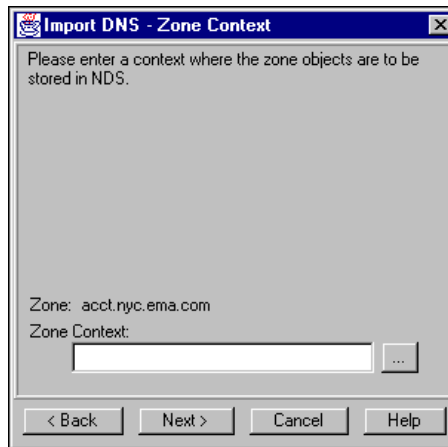 Import DNS - Zone Context
Please enter a context where the zone objects are to be
stored in NDS.
Zone: acct.nyc.ema.com
Zone Context:
...
< Back Next > Cancel Help